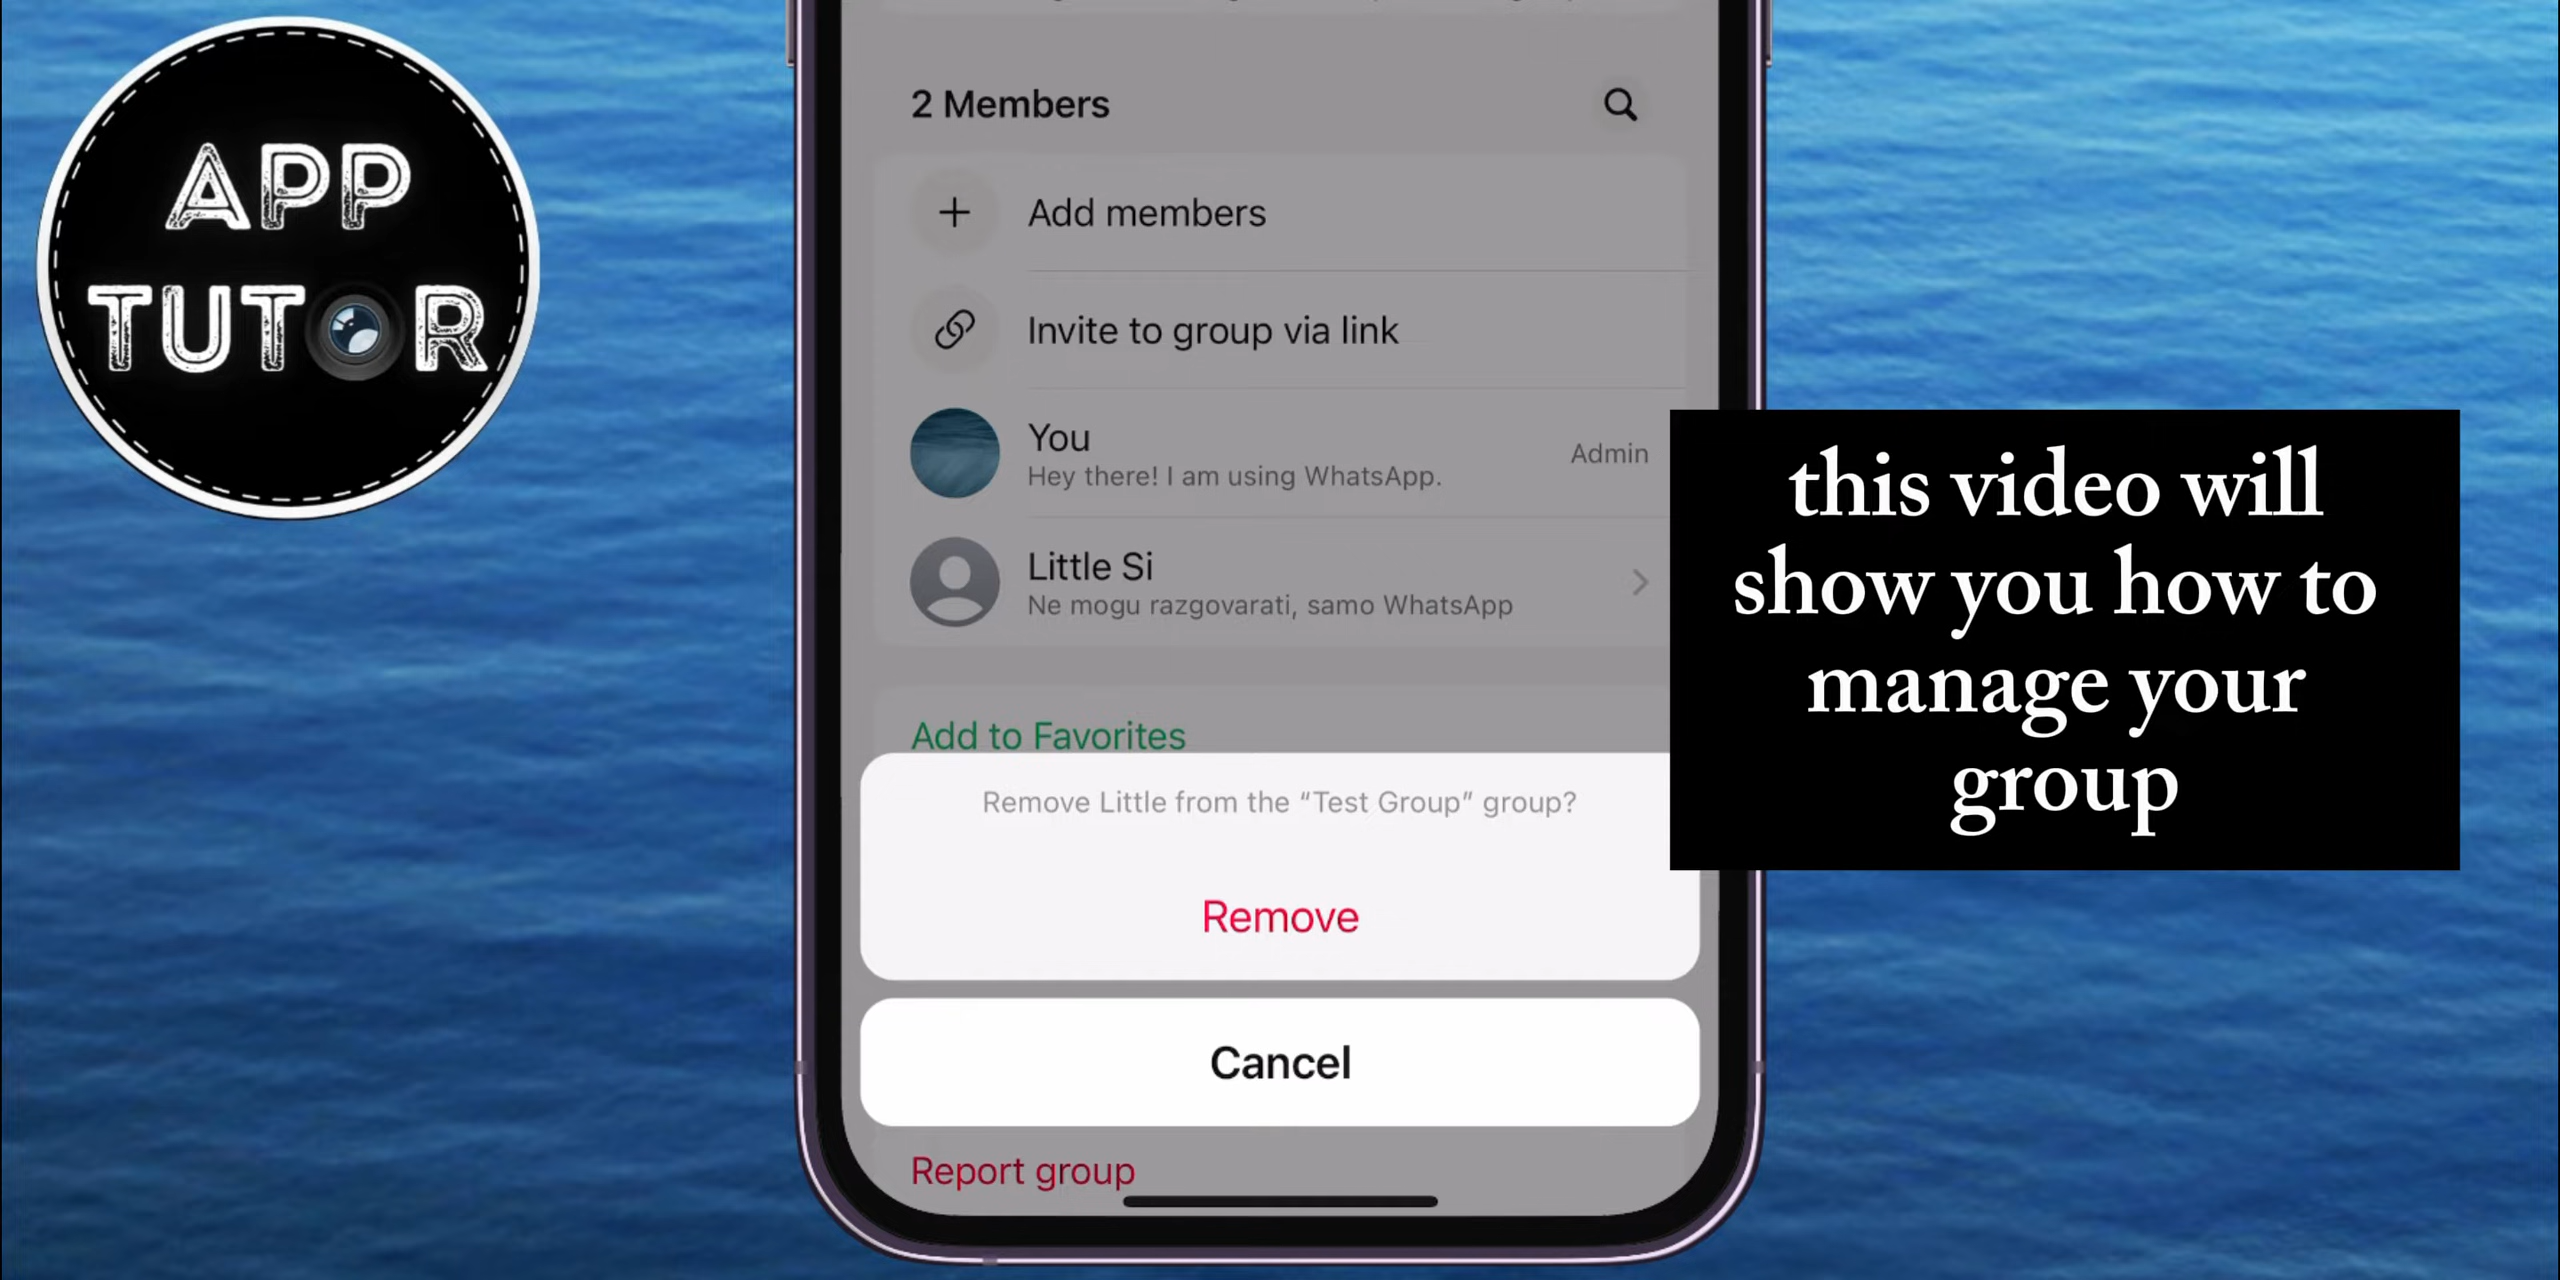 APP
TUTOR
2 Members
Add members
Invite to group via link
You
Hey there! I am using WhatsApp.
Admin
Little Si
Ne mogu razgovarati, samo WhatsApp
Add to Favorites
Remove Little from the “Test Group” group?
Remove
Cancel
Report group
this video will
show you how to
manage your
group